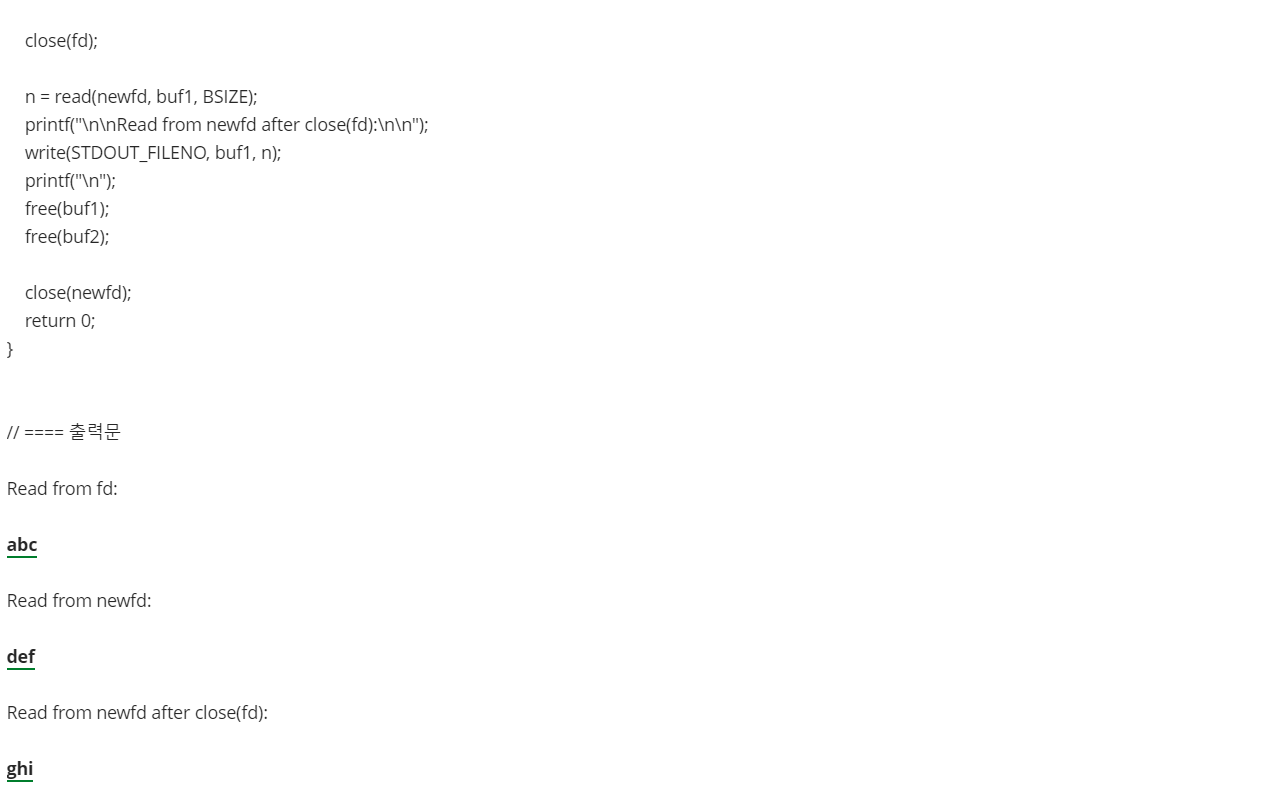 close(fd);
n = read(newfd, buf1, BSIZE);
printf("\n\nRead from newfd after close(fd):\n\n");
write(STDOUT_FILENO, buf1, n);
printf("\n");
free(buf1);
free(buf2);
close(newfd);
return 0;
}
// ==== 출력문
Read from fd:
abc
Read from newfd:
def
Read from newfd after close(fd):
ghi